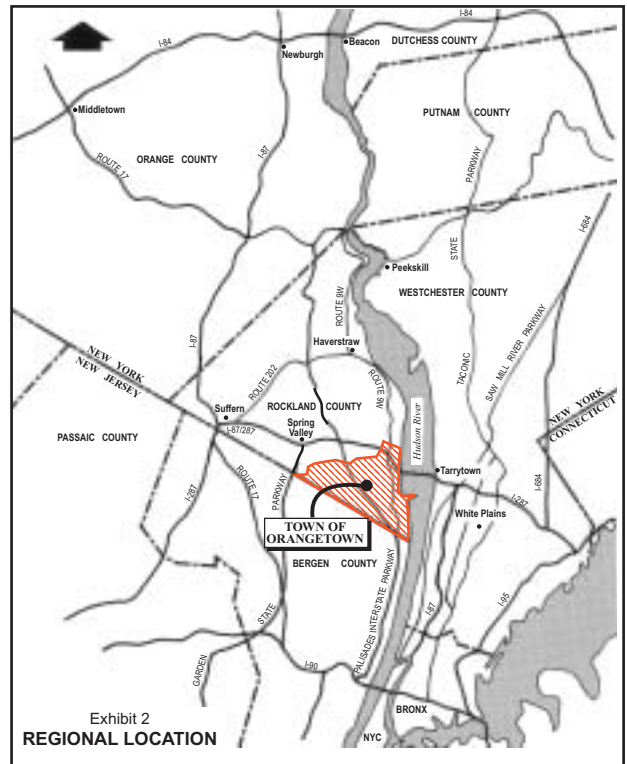 I-84
I-84
Beacon
DUTCHESS COUNTY
Newburgh
I-84
Middletown
PUTNAM COUNTY
ROUTE 17
ORANGE COUNTY
I-87
PARKWAY
I-684
STATE
Peekskill
WESTCHESTER COUNTY
ROUTE 9W
SAW MILL RIVER PARKWAY
I-87
Haverstraw
TACONIC
NEW YORK
NEW JERSEY
ROUTE 202
ROUTE 9W
Hudson River
NEW YORK
CONNECTICUT
Suffern
ROCKLAND COUNTY
PASSAIC COUNTY
I-87/287
Spring
Valley
Tarrytown
I-684
I-287
ROUTE 17
PARKWAY
I-287
White Plains
TOWN OF
ORANGETOWN
BERGEN COUNTY
PALISADES INTERSTATE PARKWAY
I-87
I-95
STATE
GARDEN
I-90
BRONX
NYC
Exhibit 2
REGIONAL LOCATION